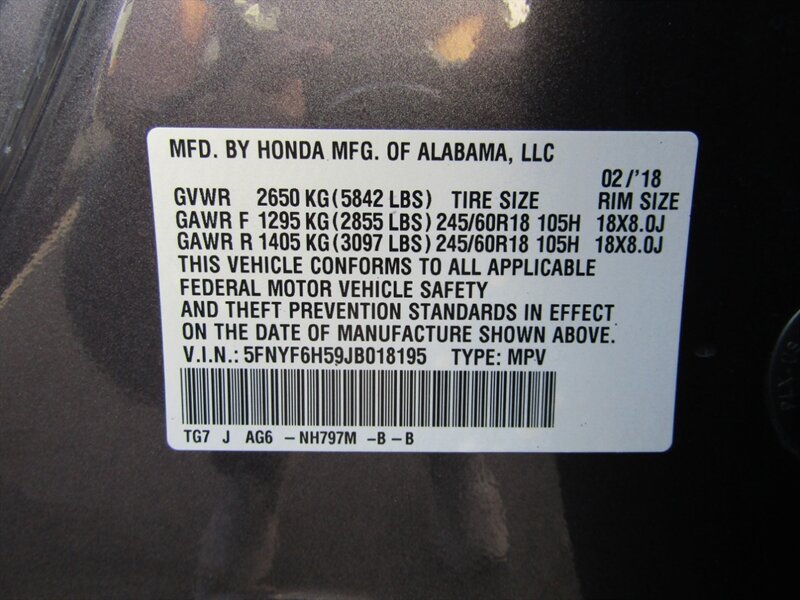 MFD. BY HONDA MFG. OF ALABAMA, LLC
02/'18
GVWR 2650 KG (5842 LBS) TIRE SIZE RIM SIZE
GAWR F 1295 KG (2855 LBS) 245/60R18 105H 18X8.0J
GAWR R 1405 KG (3097 LBS) 245/60R18 105H 18X8.0J
THIS VEHICLE CONFORMS TO ALL APPLICABLE
FEDERAL MOTOR VEHICLE SAFETY
AND THEFT PREVENTION STANDARDS IN EFFECT
ON THE DATE OF MANUFACTURE SHOWN ABOVE.
V.I.N.: 5FNYF6H59JB018195 TYPE: MPV
TG7 J AG6 -NH797M -B-B